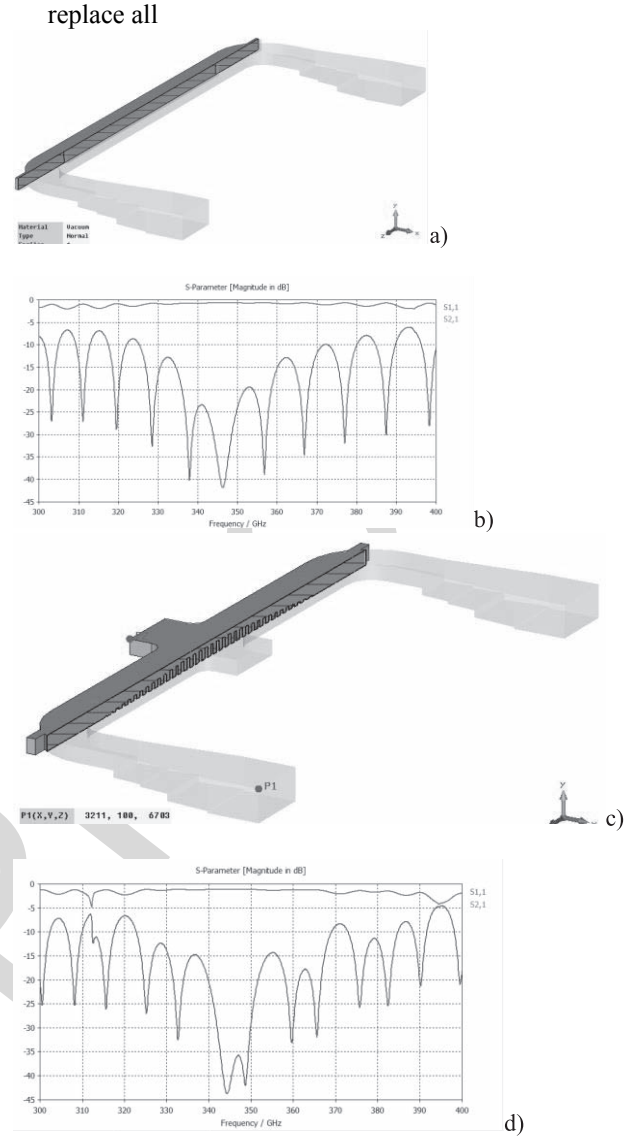 replace all
Material Vacuum
Type Normal
y
z x
a)
S-Parameter [Magnitude in dB]
0
-5
-10
-15
-20
-25
-30
-35
-40
-45
S1,1
S2,1
300 310 320 330 340 350 360 370 380 390 400
Frequency / GHz
b)
P1
P1(X,Y,Z) 3211, 100, 6703
y
c)
S-Parameter [Magnitude in dB]
0
-5
-10
-15
-20
-25
-30
-35
-40
-45
S1,1
S2,1
300 310 320 330 340 350 360 370 380 390 400
Frequency / GHz
d)